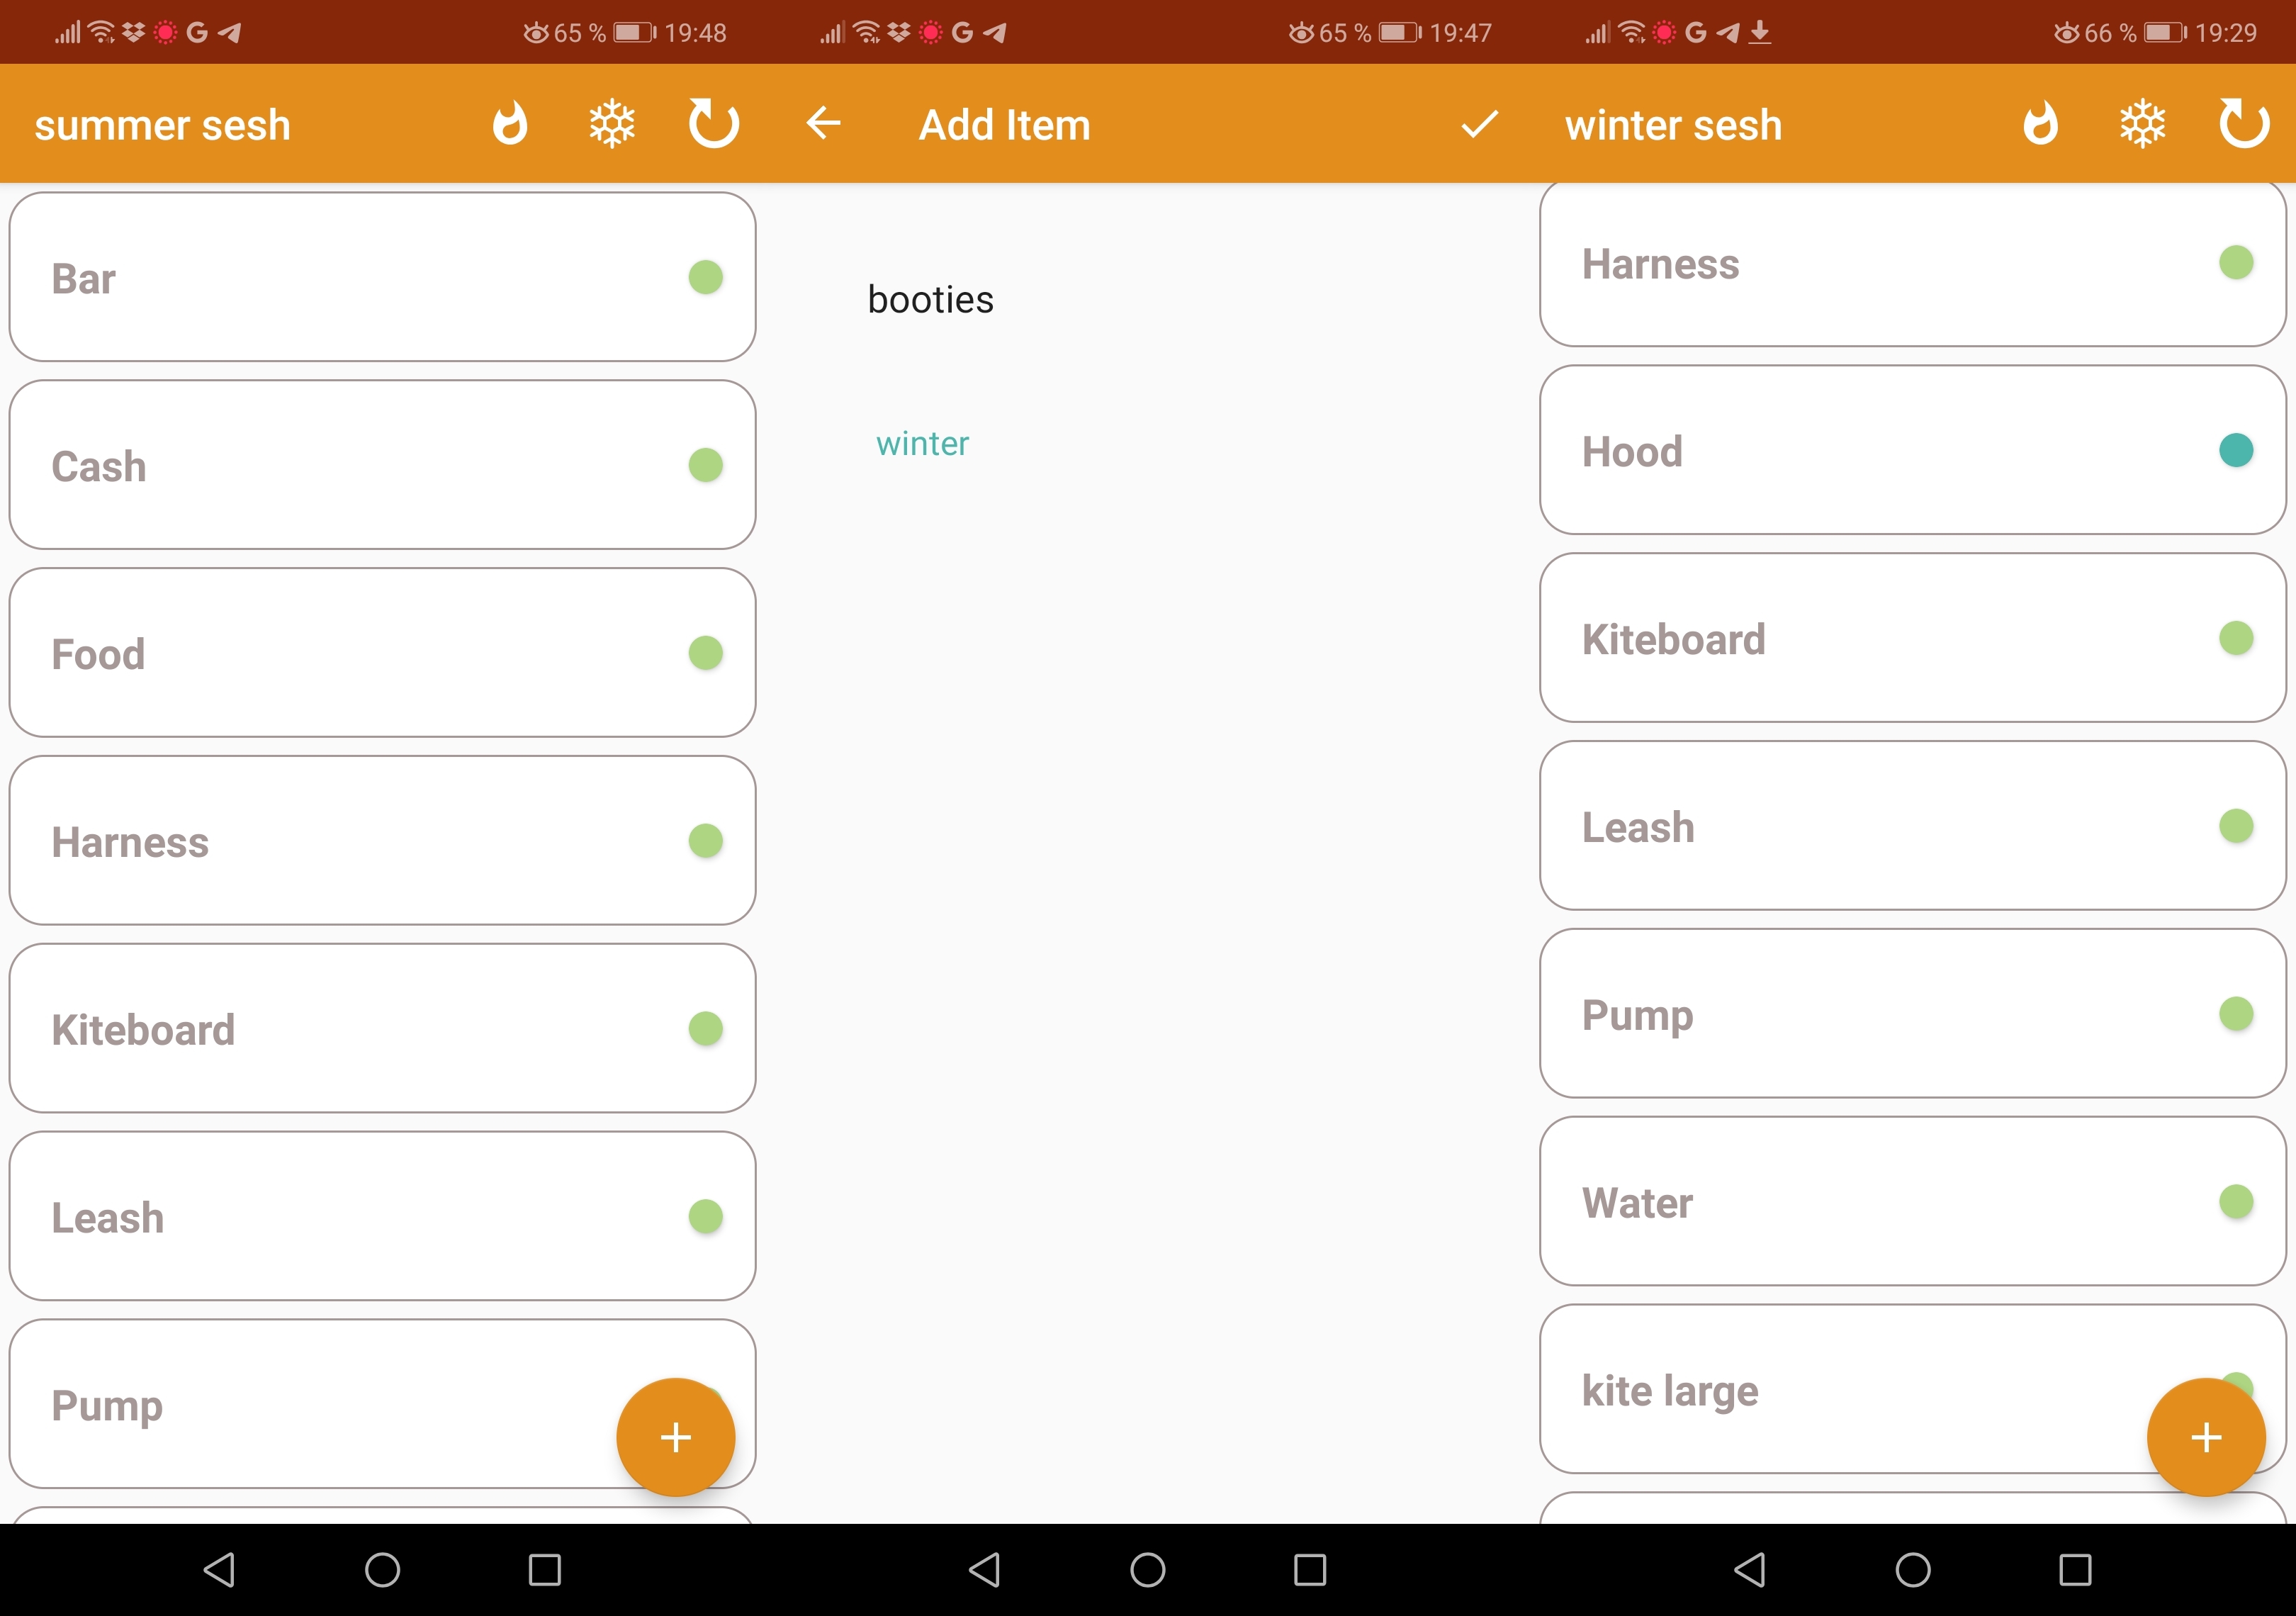 65 % 19:48
summer sesh
Bar
Cash
Food
Harness
Kiteboard
Leash
Pump
+
G
65 % 19:47
Add Item
booties
winter
G
66 % 19:29
winter sesh
Harness
Hood
Kiteboard
Leash
Pump
Water
kite large
+